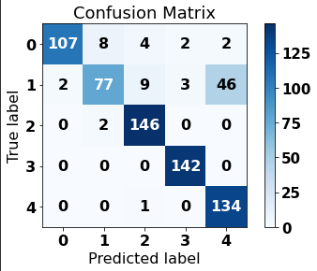 Confusion Matrix
True label
0 107 8 4 2 2
1 2 77 9 3 46
2 0 2 146 0 0
3 0 0 0 142 0
4 0 0 1 0 134
0 1 2 3 4
Predicted label
125
100
75
50
25
0